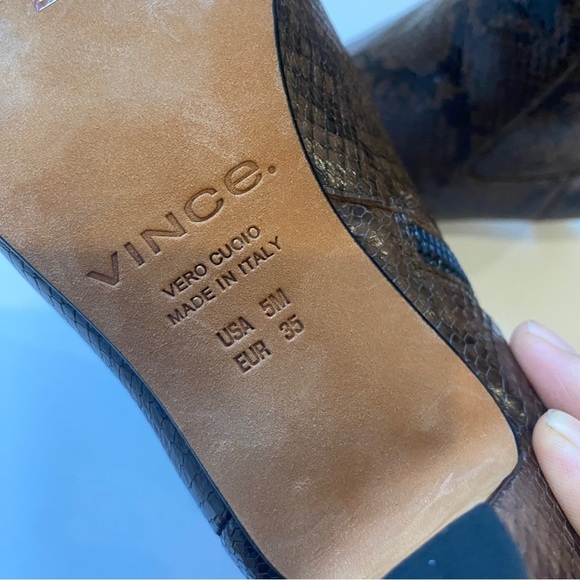 VINCE.
VERO CUOIO
MADE IN ITALY
USA 5M
EUR 35